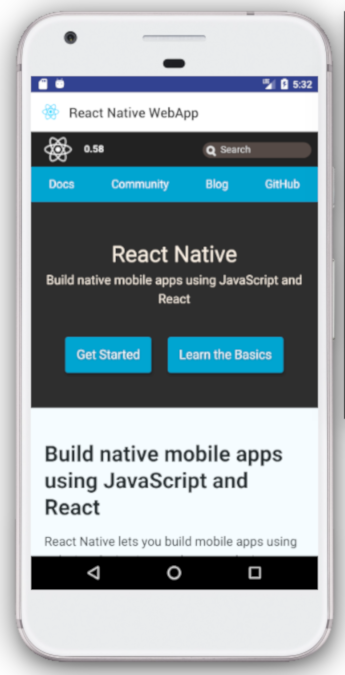 5:32
React Native WebApp
0.58
Search
Docs Community Blog GitHub
React Native
Build native mobile apps using JavaScript and
React
Get Started Learn the Basics
Build native mobile apps
using JavaScript and
React
React Native lets you build mobile apps using